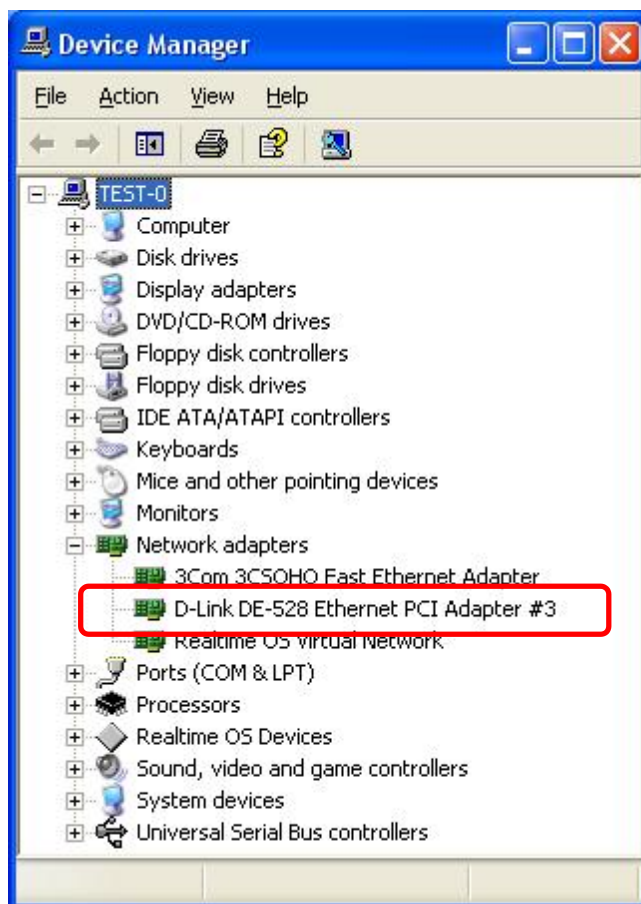 Device Manager
File Action View Help
TEST-0
Computer
Disk drives
Display adapters
DVD/CD-ROM drives
Floppy disk controllers
Floppy disk drives
IDE ATA/ATAPI controllers
Keyboards
Mice and other pointing devices
Monitors
Network adapters
3Com 3CSOHO Fast Ethernet Adapter
D-Link DE-528 Ethernet PCI Adapter #3
Realtime OS Virtual Network
Ports (COM & LPT)
Processors
Realtime OS Devices
Sound, video and game controllers
System devices
Universal Serial Bus controllers